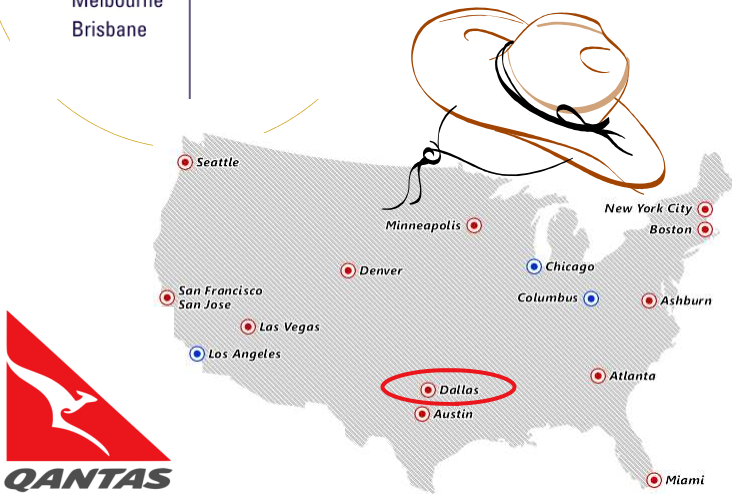 Melbourne
Brisbane
Seattle
New York City
Minneapolis
Boston
Denver
Chicago
San Francisco
San Jose
Columbus
Ashburn
Las Vegas
Los Angeles
Atlanta
Dallas
Austin
Miami
QANTAS